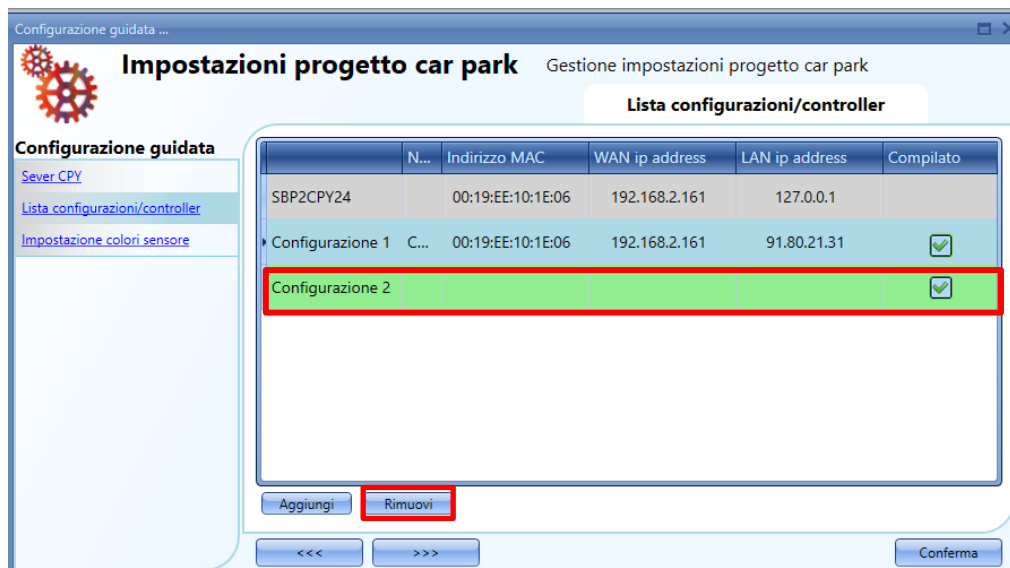 Configurazione guidata ...
Impostazioni progetto car park Gestione impostazioni progetto car park
Lista configurazioni/controller
Configurazione guidata
Sever CPY
Lista configurazioni/controller
Impostazione colori sensore
N... Indirizzo MAC WAN ip address LAN ip address Compilato
SBP2CPY24 00:19:EE:10:1E:06 192.168.2.161 127.0.0.1
Configurazione 1 C... 00:19:EE:10:1E:06 192.168.2.161 91.80.21.31
Configurazione 2
Aggiungi Rimuovi
<<< >>> Conferma